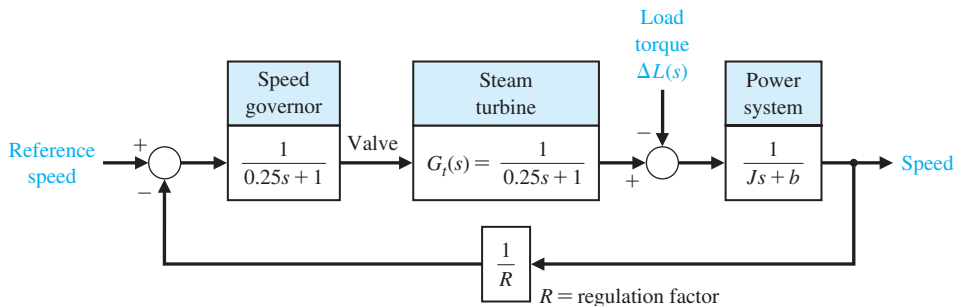 Load
torque
ΔL(s)
Speed
governor
Steam
turbine
Power
system
Reference
speed
+
−
1
0.25s + 1
Valve
G_t(s) = 1
0.25s + 1
+
−
1
Js + b
Speed
1
R
R = regulation factor